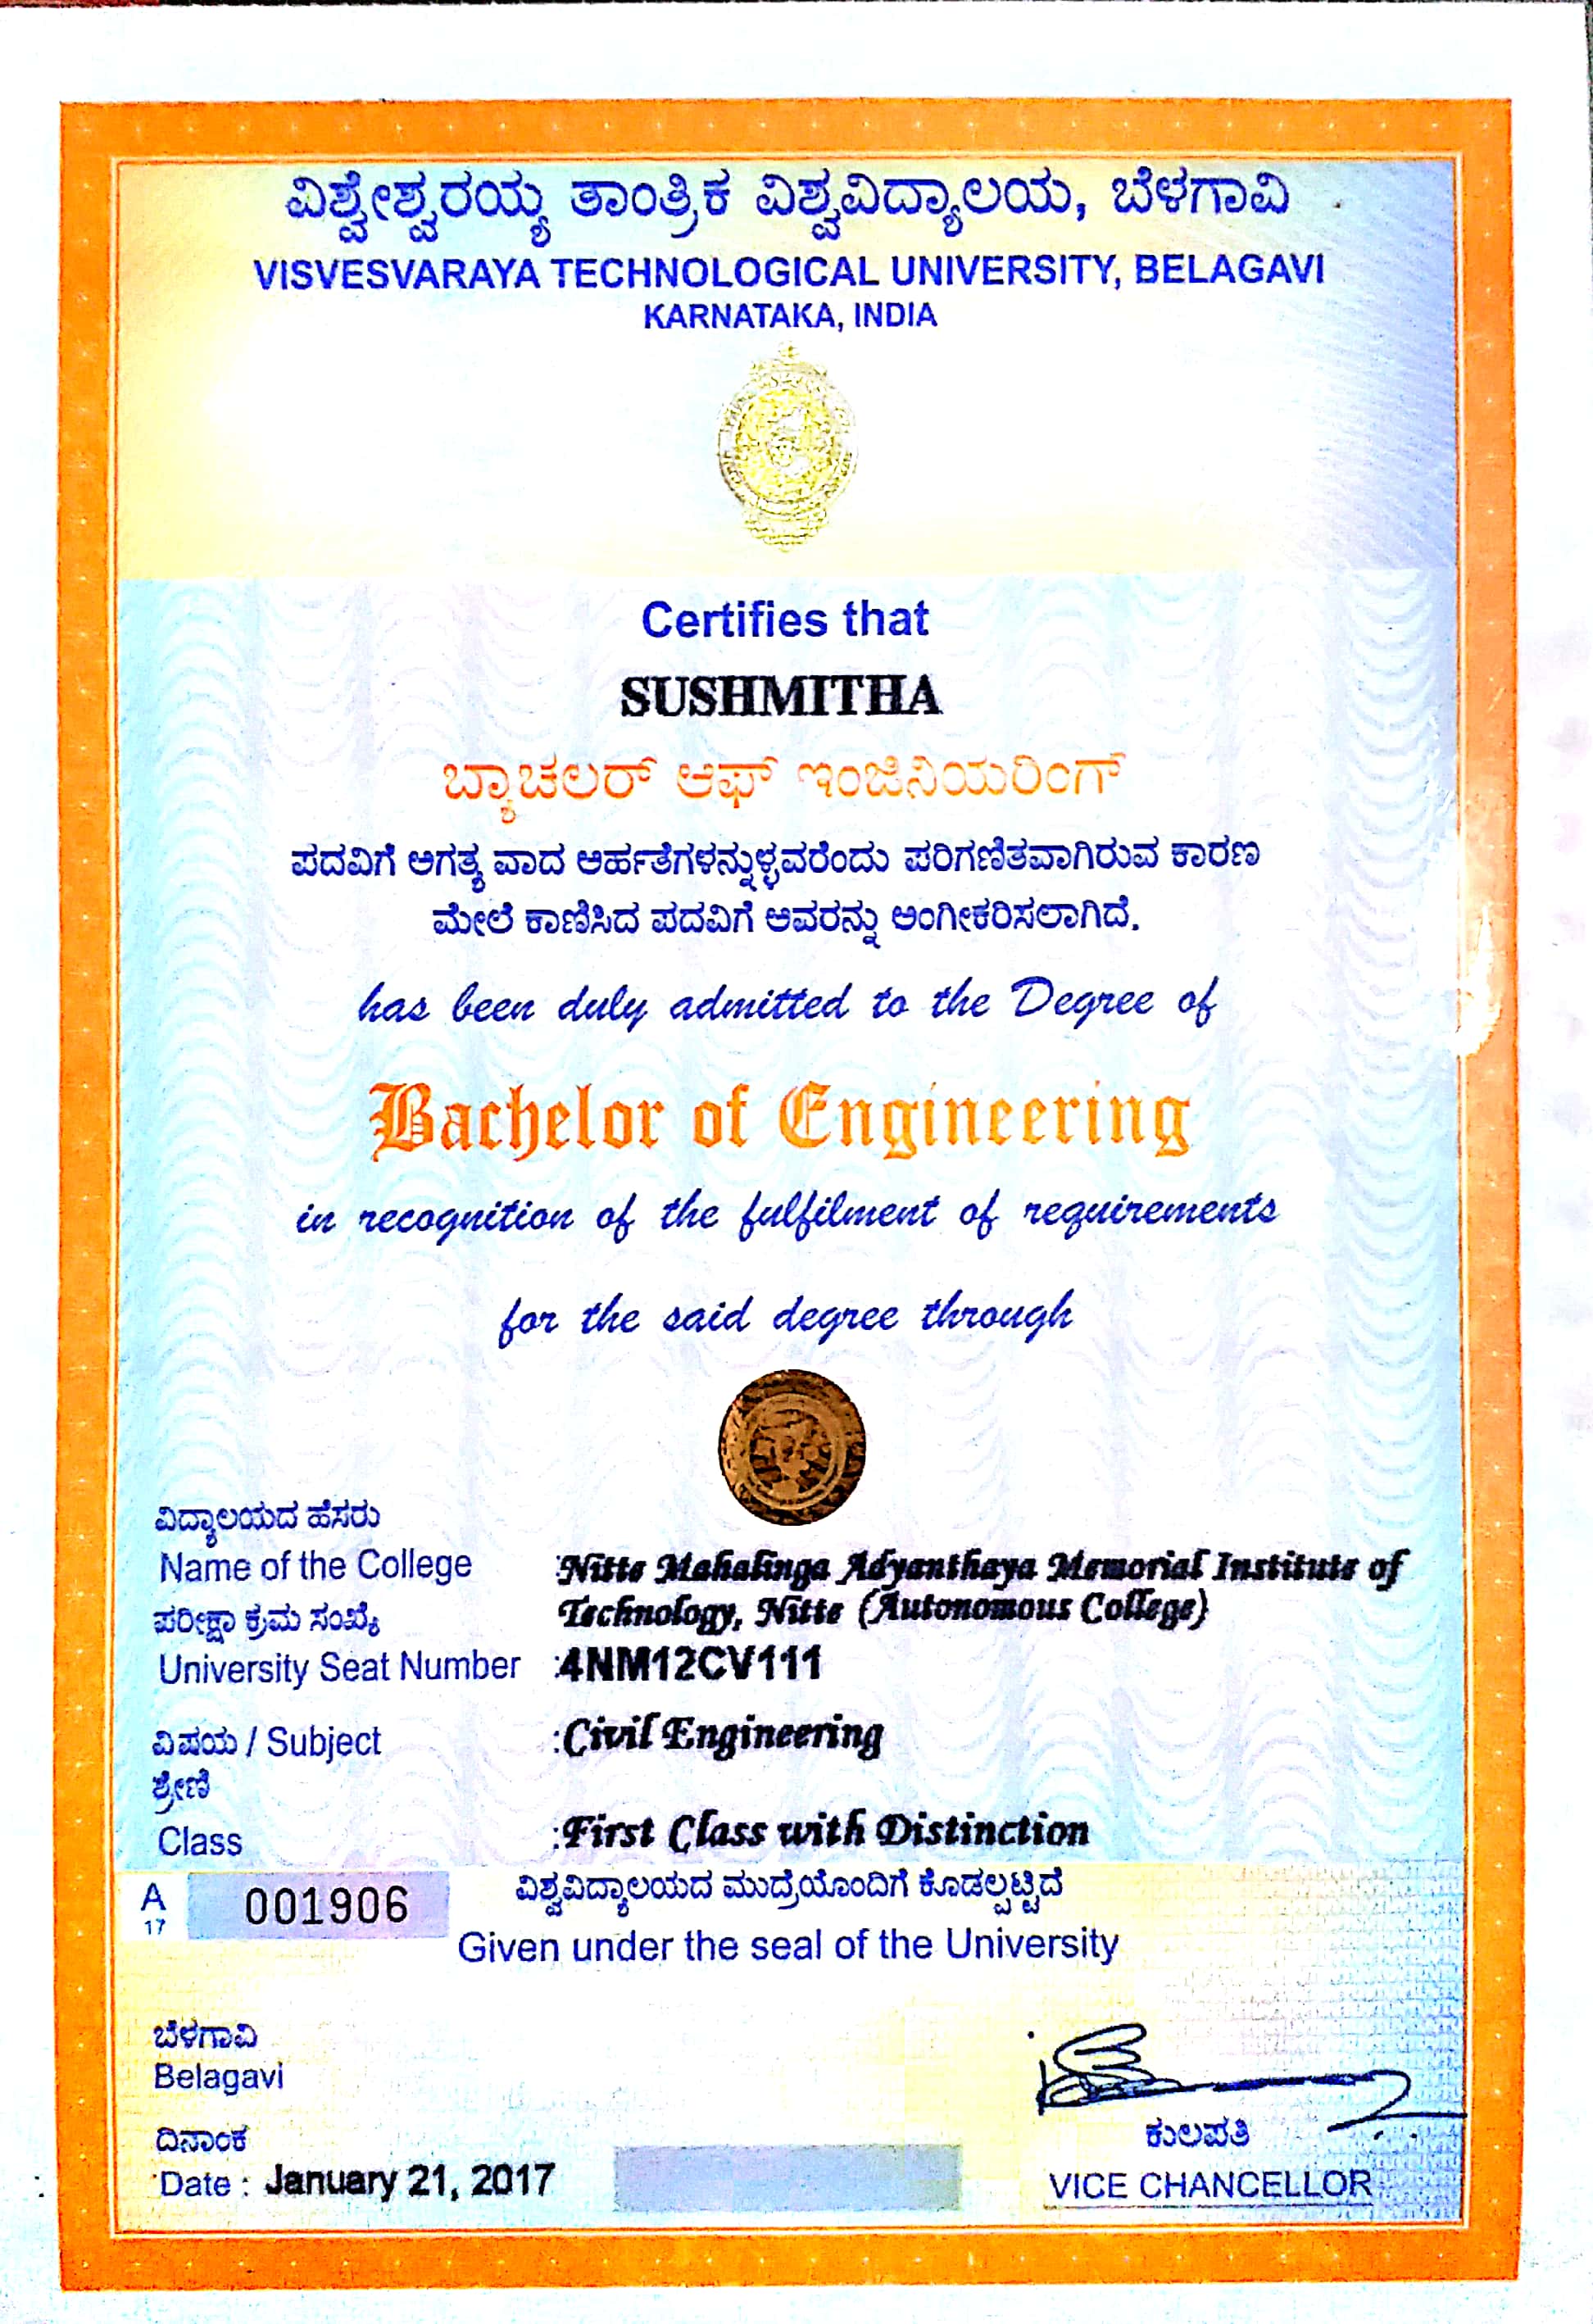 ವಿಶ್ವೇಶ್ವರಯ್ಯ ತಾಂತ್ರಿಕ ವಿಶ್ವವಿದ್ಯಾಲಯ, ಬೆಳಗಾವಿ
VISVESVARAYA TECHNOLOGICAL UNIVERSITY, BELAGAVI
KARNATAKA, INDIA
Certifies that
SUSHMITHA
ಬ್ಯಾಚಲರ್ ಆಫ್ ಇಂಜಿನಿಯರಿಂಗ್
ಪದವಿಗೆ ಅಗತ್ಯ ವಾದ ಅರ್ಹತೆಗಳನ್ನುಳ್ಳವರೆಂದು ಪರಿಗಣಿತವಾಗಿರುವ ಕಾರಣ
ಮೇಲೆ ಕಾಣಿಸಿದ ಪದವಿಗೆ ಅವರನ್ನು ಅಂಗೀಕರಿಸಲಾಗಿದೆ.
has been duly admitted to the Degree of
Bachelor of Engineering
in recognition of the fulfilment of requirements
for the said degree through
ವಿದ್ಯಾಲಯದ ಹೆಸರು
Name of the College :Nitte Mahalinga Adyanthaya Memorial Institute of
ಪರೀಕ್ಷಾ ಕ್ರಮ ಸಂಖ್ಯೆ Technology, Nitte (Autonomous College)
University Seat Number :4NM12CV111
ವಿಷಯ / Subject :Civil Engineering
ಶ್ರೇಣಿ
Class :First Class with Distinction
A 17 001906 ವಿಶ್ವವಿದ್ಯಾಲಯದ ಮುದ್ರೆಯೊಂದಿಗೆ ಕೊಡಲ್ಪಟ್ಟಿದೆ
Given under the seal of the University
ಬೆಳಗಾವಿ
Belagavi
ದಿನಾಂಕ ಕುಲಪತಿ
Date : January 21, 2017 VICE CHANCELLOR